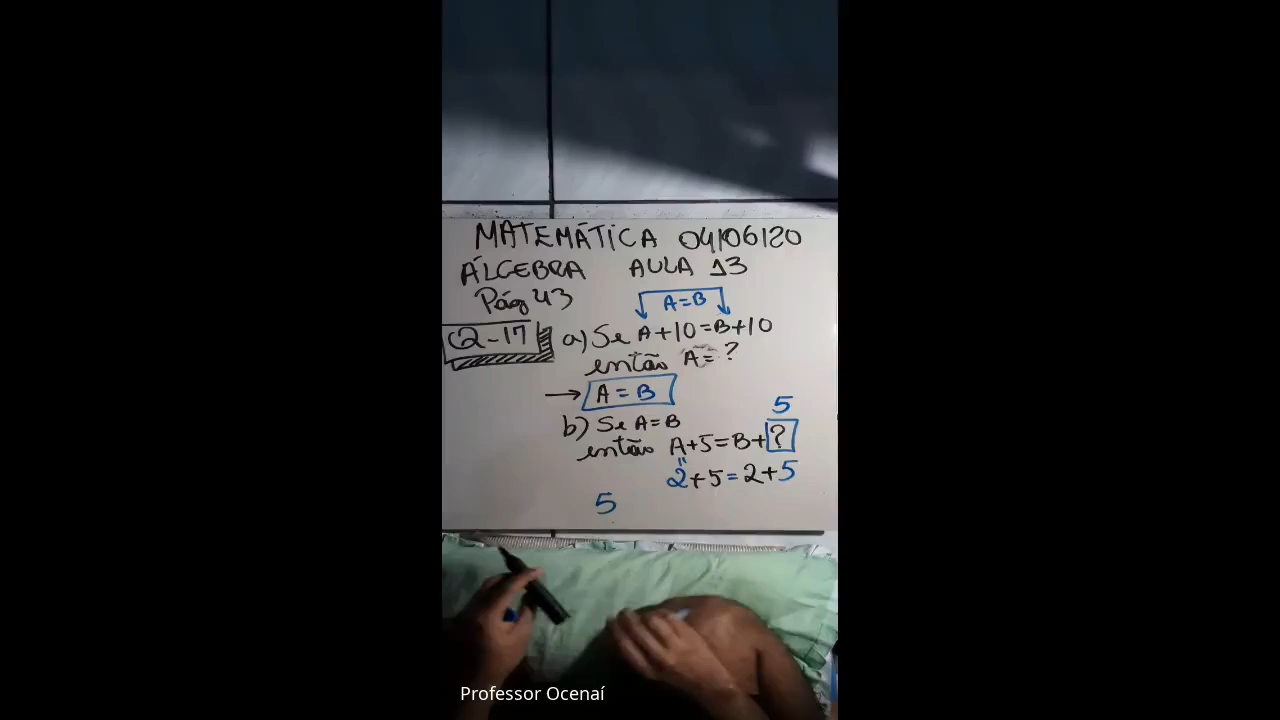 MATEMÁTICA 04/06/20
ÁLGEBRA AULA 13
Pág 43
A=B
Q-17 a) Se A+10=B+10
então A=?
→ A = B
5
b) Se A=B
então A+5=B+?
"
2+5=2+5
5
Professor Ocenaí